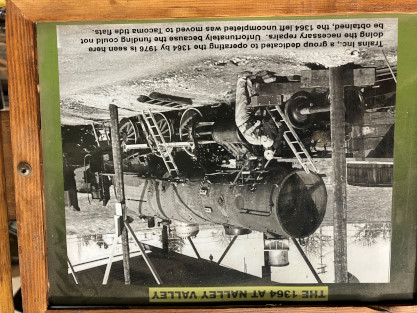 THE 1364 AT NALLEY VALLEY
Trains Inc., a group dedicated to operating the 1364 by 1976 is seen here
doing the necessary repairs. Unfortunately, because the funding could not
be obtained, the 1364 left uncompleted was moved to Tacoma tide flats.